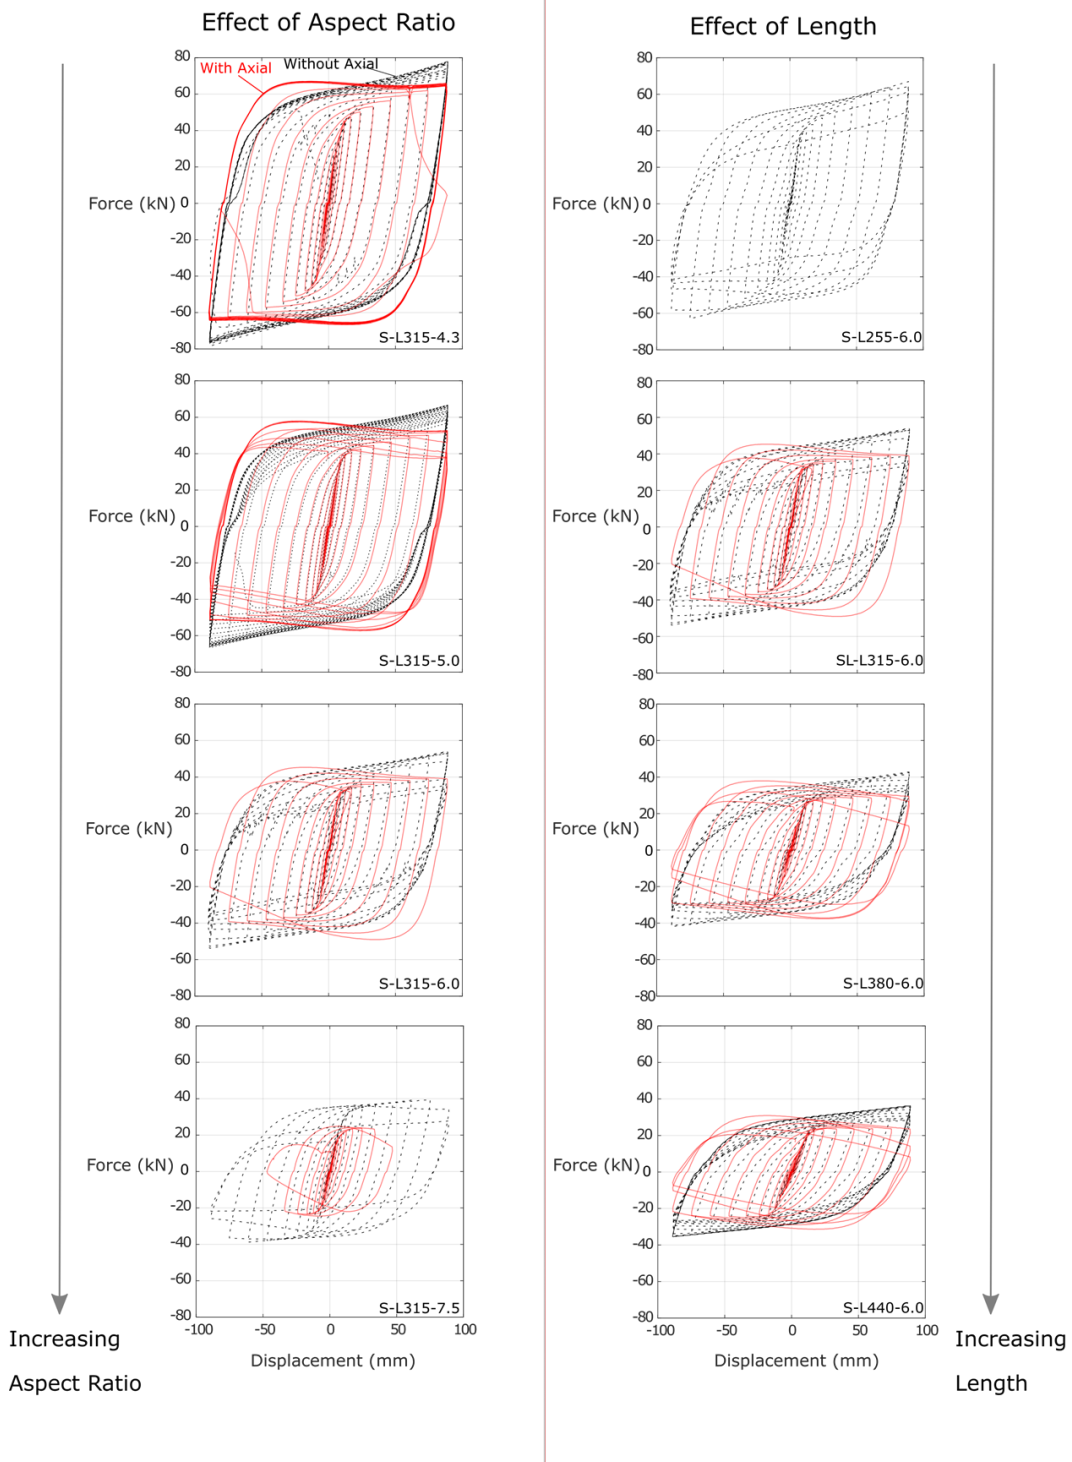 Effect of Aspect Ratio
80
60
40
20
0
-20
-40
-60
-80
Force (kN)
With Axial
Without Axial
S-L315-4.3
80
60
40
20
0
-20
-40
-60
-80
Force (kN)
S-L315-5.0
80
60
40
20
0
-20
-40
-60
-80
Force (kN)
S-L315-6.0
80
60
40
20
0
-20
-40
-60
-80
Force (kN)
S-L315-7.5
-100 -50 0 50 100
Displacement (mm)
Increasing
Aspect Ratio
Effect of Length
80
60
40
20
0
-20
-40
-60
-80
Force (kN)
S-L255-6.0
80
60
40
20
0
-20
-40
-60
-80
Force (kN)
SL-L315-6.0
80
60
40
20
0
-20
-40
-60
-80
Force (kN)
S-L380-6.0
80
60
40
20
0
-20
-40
-60
-80
Force (kN)
S-L440-6.0
-100 -50 0 50 100
Displacement (mm)
Increasing
Length